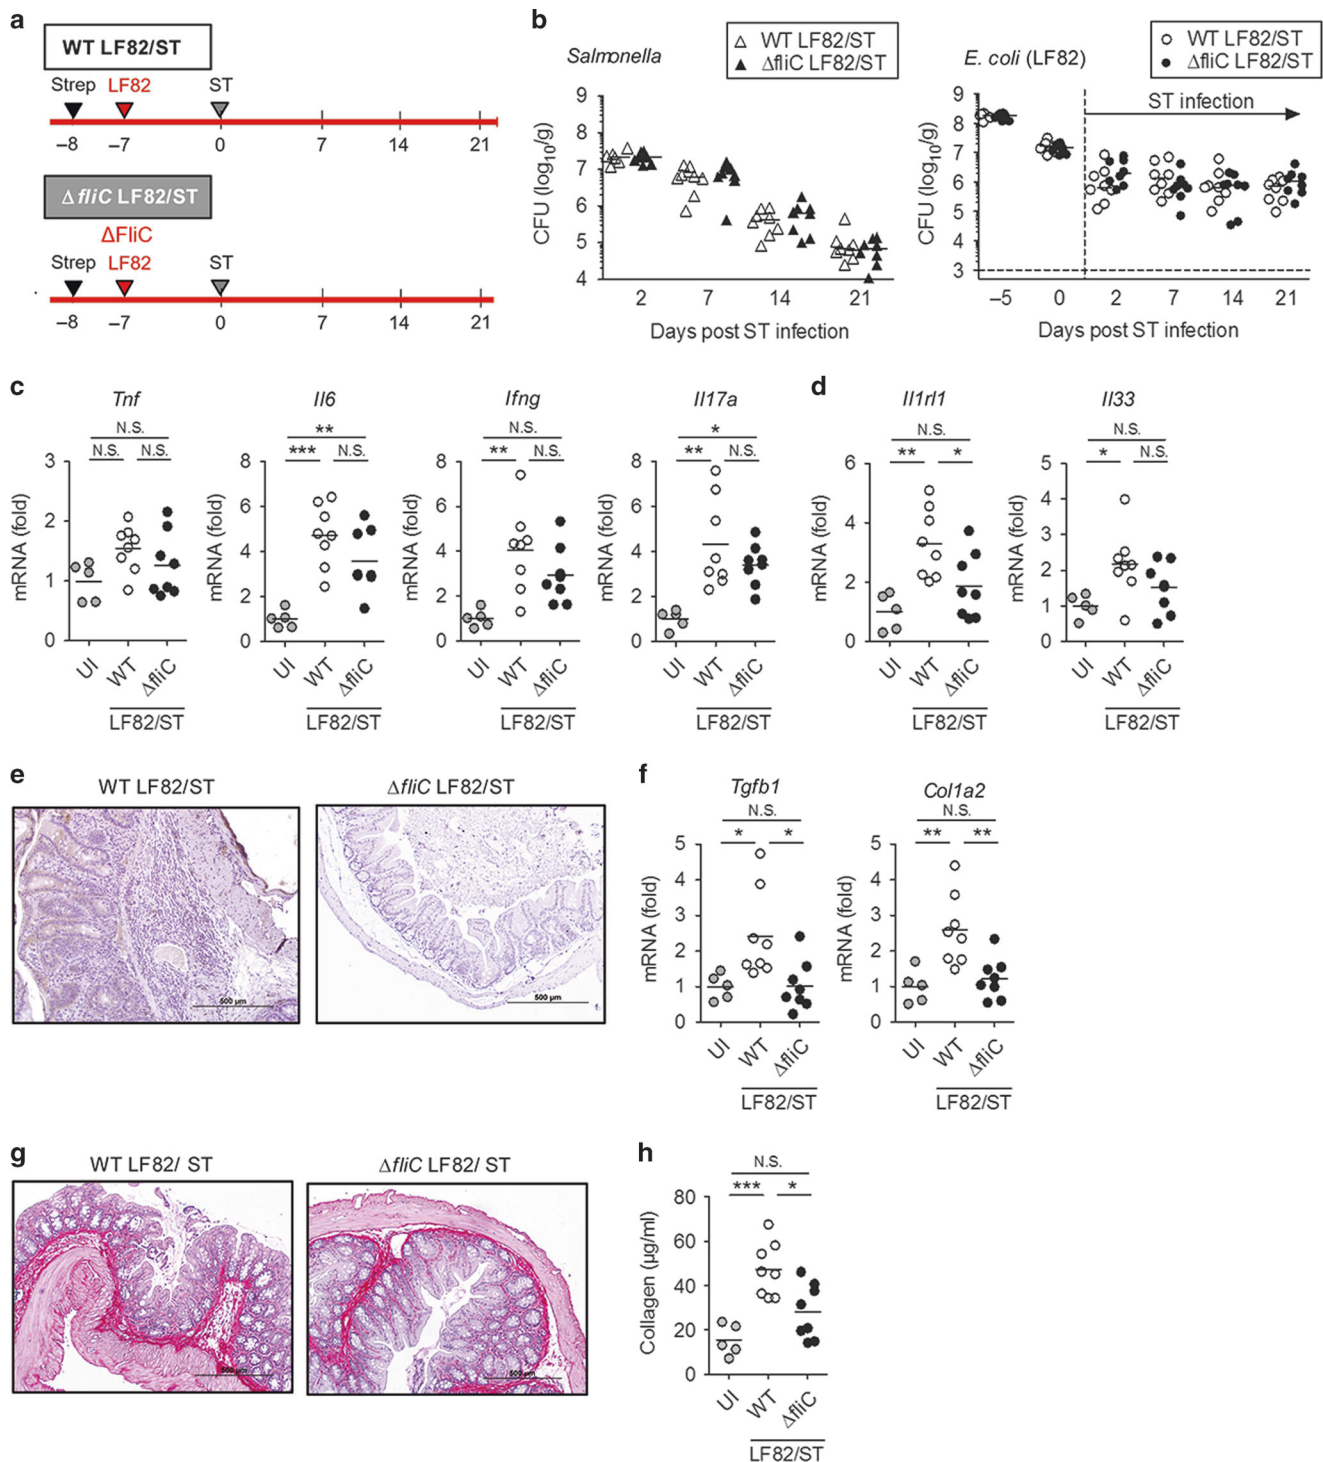 a
WT LF82/ST
Strep LF82 ST
–8 –7 0 7 14 21
ΔfliC LF82/ST
ΔFliC
Strep LF82 ST
–8 –7 0 7 14 21
b
Salmonella
△ WT LF82/ST
▲ ΔfliC LF82/ST
CFU (log10/g)
9
8
7
6
5
4
2 7 14 21
Days post ST infection
E. coli (LF82)
○ WT LF82/ST
● ΔfliC LF82/ST
ST infection
CFU (log10/g)
9
8
7
6
5
4
3
–5 0 2 7 14 21
Days post ST infection
c
Tnf
N.S.
N.S. N.S.
mRNA (fold)
3
2
1
0
UI WT ΔfliC
LF82/ST
Il6
**
*** N.S.
mRNA (fold)
8
6
4
2
0
UI WT ΔfliC
LF82/ST
Ifng
N.S.
** N.S.
mRNA (fold)
8
6
4
2
0
UI WT ΔfliC
LF82/ST
Il17a
*
** N.S.
mRNA (fold)
8
6
4
2
0
UI WT ΔfliC
LF82/ST
d
Il1rl1
N.S.
** *
mRNA (fold)
6
4
2
0
UI WT ΔfliC
LF82/ST
Il33
N.S.
* N.S.
mRNA (fold)
5
4
3
2
1
0
UI WT ΔfliC
LF82/ST
e
WT LF82/ST
500 µm
ΔfliC LF82/ST
500 µm
f
Tgfb1
N.S.
* *
mRNA (fold)
5
4
3
2
1
0
UI WT ΔfliC
LF82/ST
Col1a2
N.S.
** **
mRNA (fold)
5
4
3
2
1
0
UI WT ΔfliC
LF82/ST
g
WT LF82/ ST
500 µm
ΔfliC LF82/ ST
500 µm
h
N.S.
*** *
Collagen (µg/ml)
80
60
40
20
0
UI WT ΔfliC
LF82/ST